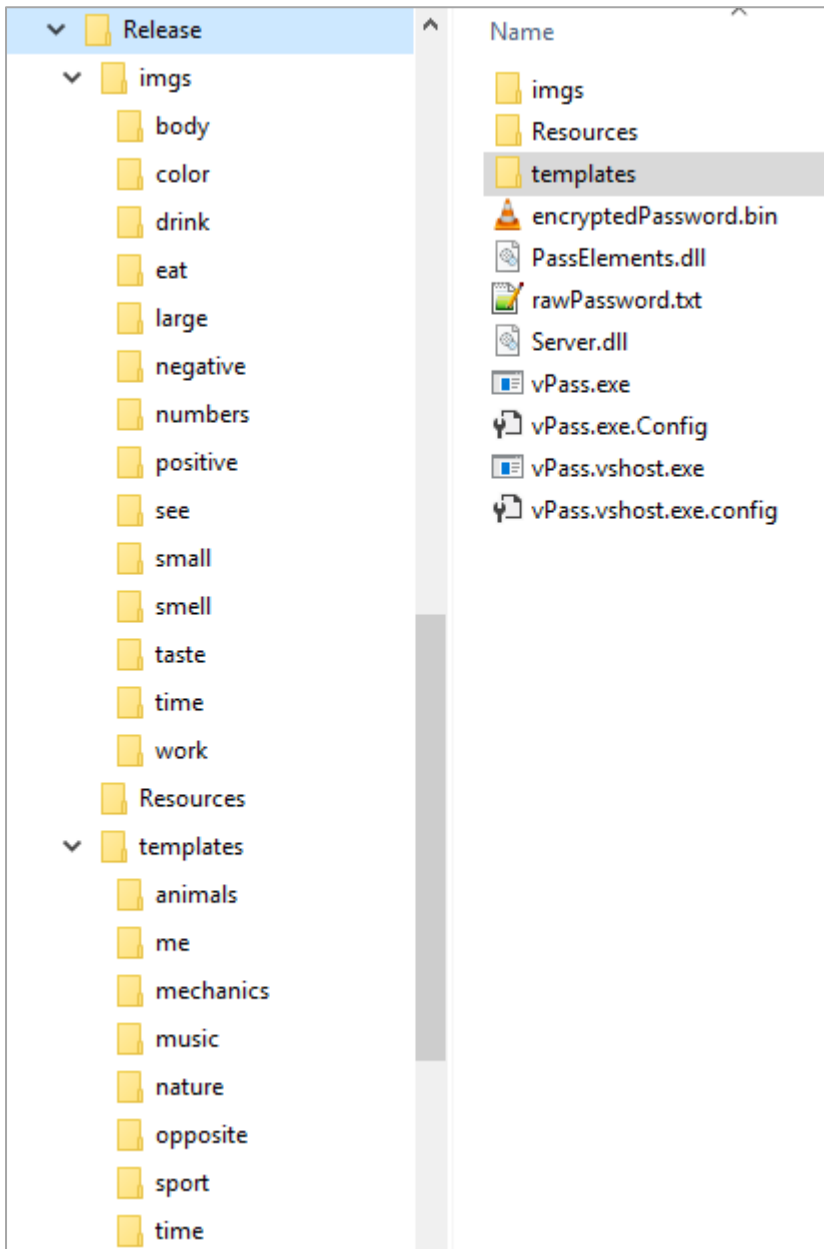 Release
imgs
body
color
drink
eat
large
negative
numbers
positive
see
small
smell
taste
time
work
Resources
templates
animals
me
mechanics
music
nature
opposite
sport
time
Name
imgs
Resources
templates
encryptedPassword.bin
PassElements.dll
rawPassword.txt
Server.dll
vPass.exe
vPass.exe.Config
vPass.vshost.exe
vPass.vshost.exe.config